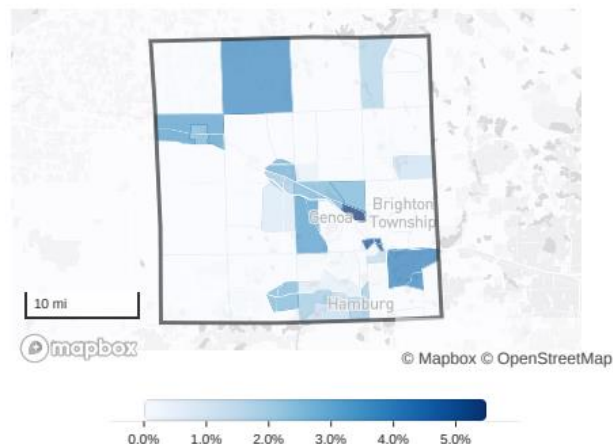 Brighton
Genoa Township
Hamburg
10 mi
mapbox
© Mapbox © OpenStreetMap
0.0% 1.0% 2.0% 3.0% 4.0% 5.0%